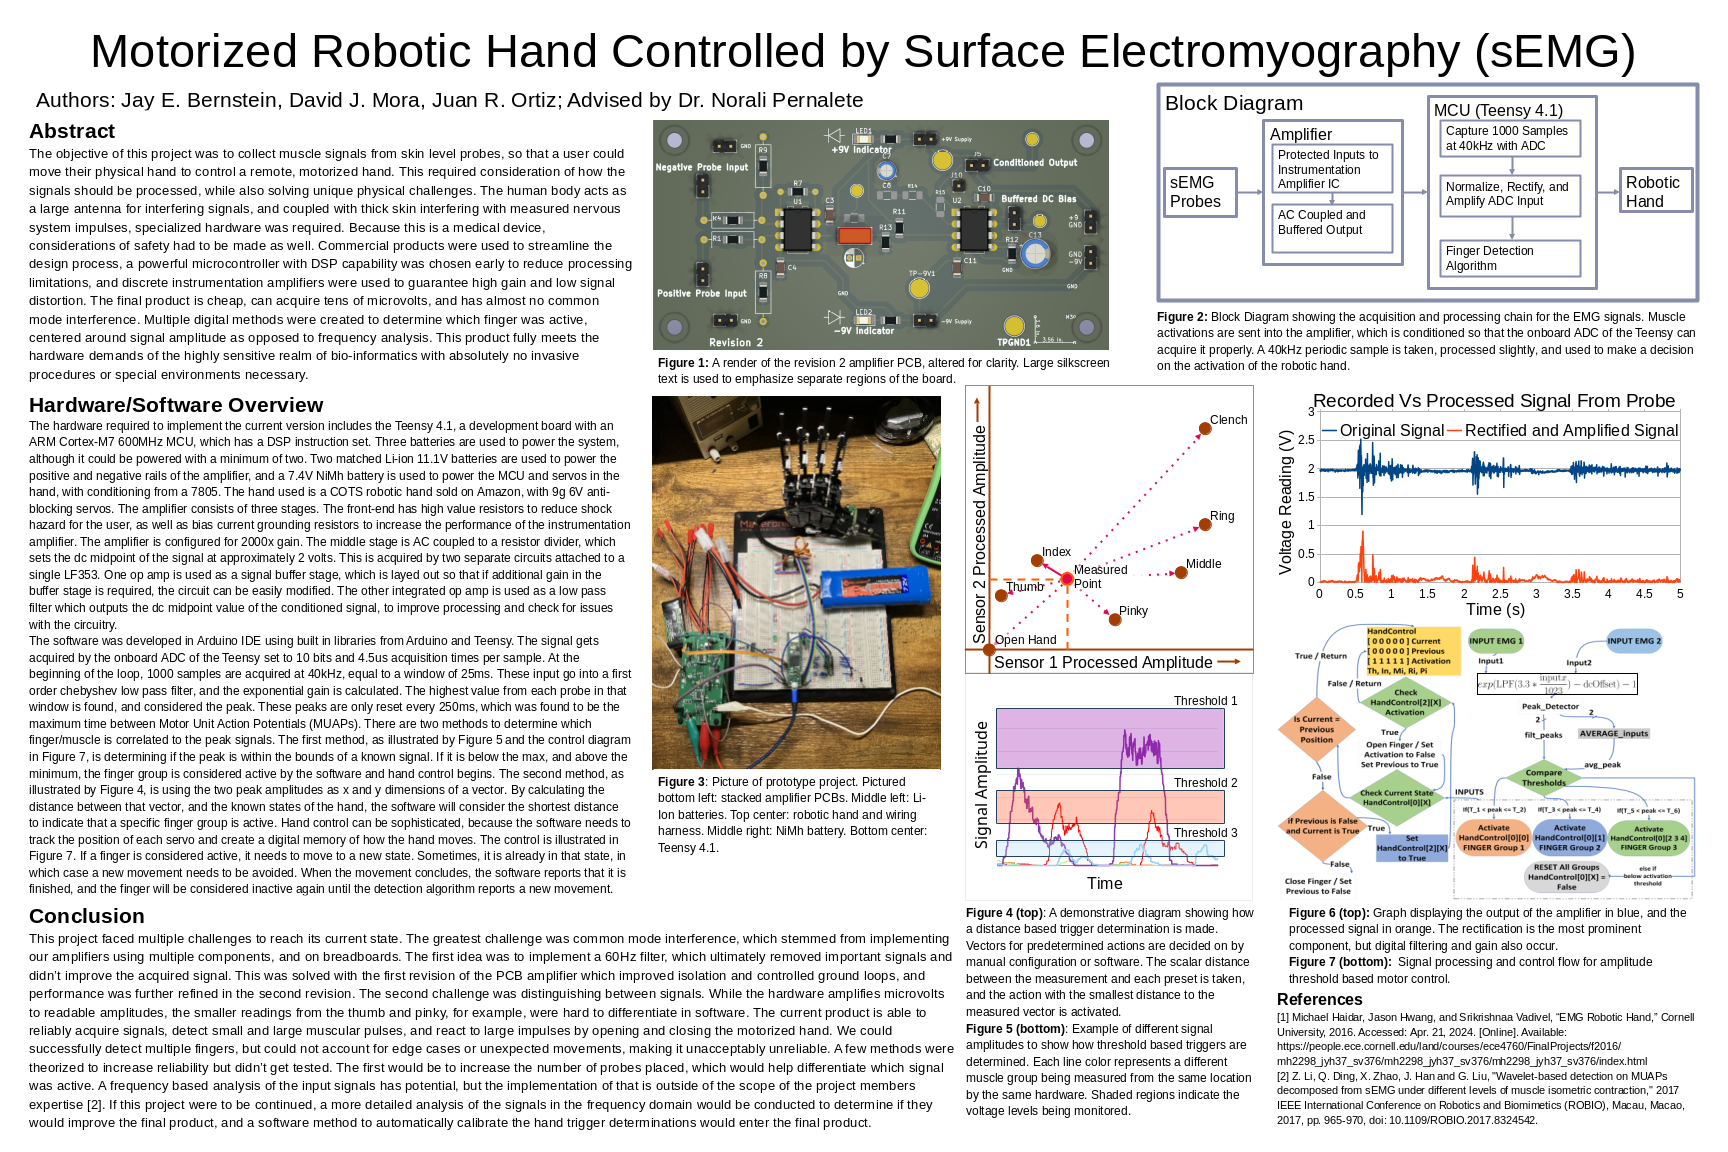 Motorized Robotic Hand Controlled by Surface Electromyography (sEMG)
Authors: Jay E. Bernstein, David J. Mora, Juan R. Ortiz; Advised by Dr. Norali Pernalete
Abstract
The objective of this project was to collect muscle signals from skin level probes, so that a user could
move their physical hand to control a remote, motorized hand. This required consideration of how the
signals should be processed, while also solving unique physical challenges. The human body acts as
a large antenna for interfering signals, and coupled with thick skin interfering with measured nervous
system impulses, specialized hardware was required. Because this is a medical device,
considerations of safety had to be made as well. Commercial products were used to streamline the
design process, a powerful microcontroller with DSP capability was chosen early to reduce processing
limitations, and discrete instrumentation amplifiers were used to guarantee high gain and low signal
distortion. The final product is cheap, can acquire tens of microvolts, and has almost no common
mode interference. Multiple digital methods were created to determine which finger was active,
centered around signal amplitude as opposed to frequency analysis. This product fully meets the
hardware demands of the highly sensitive realm of bio-informatics with absolutely no invasive
procedures or special environments necessary.
Hardware/Software Overview
The hardware required to implement the current version includes the Teensy 4.1, a development board with an
ARM Cortex-M7 600MHz MCU, which has a DSP instruction set. Three batteries are used to power the system,
although it could be powered with a minimum of two. Two matched Li-ion 11.1V batteries are used to power the
positive and negative rails of the amplifier, and a 7.4V NiMh battery is used to power the MCU and servos in the
hand, with conditioning from a 7805. The hand used is a COTS robotic hand sold on Amazon, with 9g 6V anti-
blocking servos. The amplifier consists of three stages. The front-end has high value resistors to reduce shock
hazard for the user, as well as bias current grounding resistors to increase the performance of the instrumentation
amplifier. The amplifier is configured for 2000x gain. The middle stage is AC coupled to a resistor divider, which
sets the dc midpoint of the signal at approximately 2 volts. This is acquired by two separate circuits attached to a
single LF353. One op amp is used as a signal buffer stage, which is layed out so that if additional gain in the
buffer stage is required, the circuit can be easily modified. The other integrated op amp is used as a low pass
filter which outputs the dc midpoint value of the conditioned signal, to improve processing and check for issues
with the circuitry.
The software was developed in Arduino IDE using built in libraries from Arduino and Teensy. The signal gets
acquired by the onboard ADC of the Teensy set to 10 bits and 4.5us acquisition times per sample. At the
beginning of the loop, 1000 samples are acquired at 40kHz, equal to a window of 25ms. These input go into a first
order chebyshev low pass filter, and the exponential gain is calculated. The highest value from each probe in that
window is found, and considered the peak. These peaks are only reset every 250ms, which was found to be the
maximum time between Motor Unit Action Potentials (MUAPs). There are two methods to determine which
finger/muscle is correlated to the peak signals. The first method, as illustrated by Figure 5 and the control diagram
in Figure 7, is determining if the peak is within the bounds of a known signal. If it is below the max, and above the
minimum, the finger group is considered active by the software and hand control begins. The second method, as
illustrated by Figure 4, is using the two peak amplitudes as x and y dimensions of a vector. By calculating the
distance between that vector, and the known states of the hand, the software will consider the shortest distance
to indicate that a specific finger group is active. Hand control can be sophisticated, because the software needs to
track the position of each servo and create a digital memory of how the hand moves. The control is illustrated in
Figure 7. If a finger is considered active, it needs to move to a new state. Sometimes, it is already in that state, in
which case a new movement needs to be avoided. When the movement concludes, the software reports that it is
finished, and the finger will be considered inactive again until the detection algorithm reports a new movement.
Conclusion
This project faced multiple challenges to reach its current state. The greatest challenge was common mode interference, which stemmed from implementing
our amplifiers using multiple components, and on breadboards. The first idea was to implement a 60Hz filter, which ultimately removed important signals and
didn't improve the acquired signal. This was solved with the first revision of the PCB amplifier which improved isolation and controlled ground loops, and
performance was further refined in the second revision. The second challenge was distinguishing between signals. While the hardware amplifies microvolts
to readable amplitudes, the smaller readings from the thumb and pinky, for example, were hard to differentiate in software. The current product is able to
reliably acquire signals, detect small and large muscular pulses, and react to large impulses by opening and closing the motorized hand. We could
successfully detect multiple fingers, but could not account for edge cases or unexpected movements, making it unacceptably unreliable. A few methods were
theorized to increase reliability but didn't get tested. The first would be to increase the number of probes placed, which would help differentiate which signal
was active. A frequency based analysis of the input signals has potential, but the implementation of that is outside of the scope of the project members
expertise [2]. If this project were to be continued, a more detailed analysis of the signals in the frequency domain would be conducted to determine if they
would improve the final product, and a software method to automatically calibrate the hand trigger determinations would enter the final product.
LED1
+9V Indicator
+9V Supply
GND
R9
C7
J5
Conditioned Output
Negative Probe Input
R7
U1
C3
C6
R14
J10
R15
C10
U2
Buffered DC Bias
R4
R1
R11
R13
R12
C13
+9
GND
GND
-9V
GND
C4
C11
R8
TP-9V1
GND
GND
Positive Probe Input
GND
LED2
-9V Indicator
-9V Supply
Revision 2
TPGND1
3.56 in.
Figure 1: A render of the revision 2 amplifier PCB, altered for clarity. Large silkscreen
text is used to emphasize separate regions of the board.
Figure 3: Picture of prototype project. Pictured
bottom left: stacked amplifier PCBs. Middle left: Li-
Ion batteries. Top center: robotic hand and wiring
harness. Middle right: NiMh battery. Bottom center:
Teensy 4.1.
Block Diagram
sEMG
Probes
Amplifier
Protected Inputs to
Instrumentation
Amplifier IC
AC Coupled and
Buffered Output
MCU (Teensy 4.1)
Capture 1000 Samples
at 40kHz with ADC
Normalize, Rectify, and
Amplify ADC Input
Finger Detection
Algorithm
Robotic
Hand
Figure 2: Block Diagram showing the acquisition and processing chain for the EMG signals. Muscle
activations are sent into the amplifier, which is conditioned so that the onboard ADC of the Teensy can
acquire it properly. A 40kHz periodic sample is taken, processed slightly, and used to make a decision
on the activation of the robotic hand.
Sensor 2 Processed Amplitude
Clench
Ring
Index
Middle
Measured
Point
Thumb
Pinky
Open Hand
Sensor 1 Processed Amplitude
Signal Amplitude
Threshold 1
Threshold 2
Threshold 3
Time
Figure 4 (top): A demonstrative diagram showing how
a distance based trigger determination is made.
Vectors for predetermined actions are decided on by
manual configuration or software. The scalar distance
between the measurement and each preset is taken,
and the action with the smallest distance to the
measured vector is activated.
Figure 5 (bottom): Example of different signal
amplitudes to show how threshold based triggers are
determined. Each line color represents a different
muscle group being measured from the same location
by the same hardware. Shaded regions indicate the
voltage levels being monitored.
Recorded Vs Processed Signal From Probe
Original Signal
Rectified and Amplified Signal
Voltage Reading (V)
3
2.5
2
1.5
1
0.5
0
0 0.5 1 1.5 2 2.5 3 3.5 4 4.5 5
Time (s)
HandControl
[ 0 0 0 0 0 ] Current
[ 0 0 0 0 0 ] Previous
[ 1 1 1 1 1 ] Activation
Th, In, Mi, Ri, Pi
INPUT EMG 1
INPUT EMG 2
True / Return
Input1
Input2
False / Return
exp(LPF(3.3 * inputx/1023) − dcOffset) − 1
Check
HandControl[2][X]
Activation
Peak_Detector
2
2
filt_peaks
AVERAGE_inputs
Is Current =
Previous
Position
True
Open Finger / Set
Activation to False
Set Previous to True
avg_peak
Compare
Thresholds
False
Check Current State
HandControl[0][X]
INPUTS
If(T_1 < peak <= T_2)
If(T_3 < peak <= T_4)
If(T_5 < peak <= T_6)
if Previous is False
and Current is True
True
Set
HandControl[2][X]
to True
Activate
HandControl[0][0]
FINGER Group 1
Activate
HandControl[0][1]
FINGER Group 2
Activate
HandControl[0][2 3 4]
FINGER Group 3
False
Close Finger / Set
Previous to False
RESET All Groups
HandControl[0][X] =
False
else if
below activation
threshold
Figure 6 (top): Graph displaying the output of the amplifier in blue, and the
processed signal in orange. The rectification is the most prominent
component, but digital filtering and gain also occur.
Figure 7 (bottom): Signal processing and control flow for amplitude
threshold based motor control.
References
[1] Michael Haidar, Jason Hwang, and Srikrishnaa Vadivel, "EMG Robotic Hand," Cornell
University, 2016. Accessed: Apr. 21, 2024. [Online]. Available:
https://people.ece.cornell.edu/land/courses/ece4760/FinalProjects/f2016/
mh2298_jyh37_sv376/mh2298_jyh37_sv376/mh2298_jyh37_sv376/index.html
[2] Z. Li, Q. Ding, X. Zhao, J. Han and G. Liu, "Wavelet-based detection on MUAPs
decomposed from sEMG under different levels of muscle isometric contraction," 2017
IEEE International Conference on Robotics and Biomimetics (ROBIO), Macau, Macao,
2017, pp. 965-970, doi: 10.1109/ROBIO.2017.8324542.